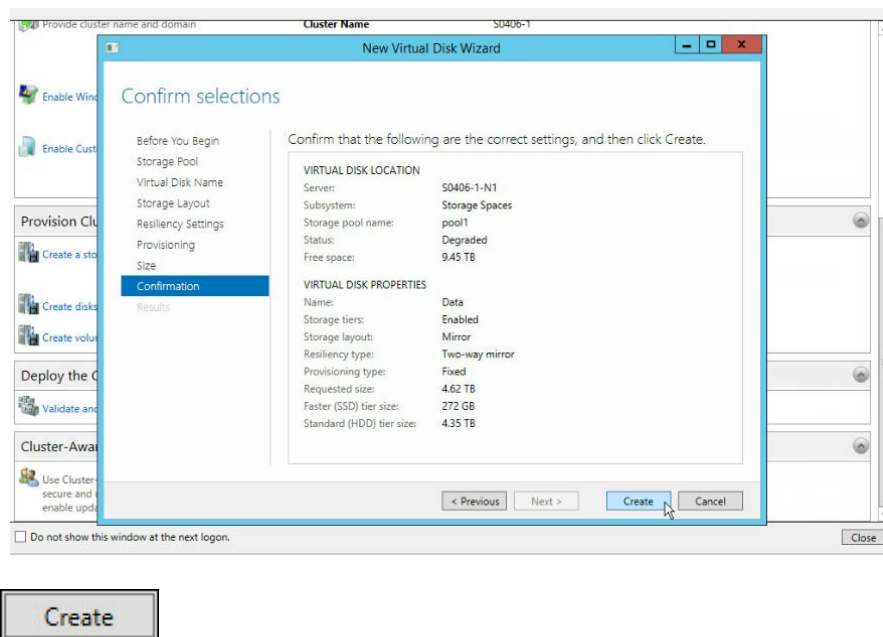 Provide cluster name and domain Cluster Name S0406-1
New Virtual Disk Wizard
Enable Wind
Enable Cust
Provision Clu
Create a sto
Create disks
Create volu
Deploy the C
Validate and
Cluster-Awar
Use Cluster-
secure and
enable upda
Confirm selections
Before You Begin
Storage Pool
Virtual Disk Name
Storage Layout
Resiliency Settings
Provisioning
Size
Confirmation
Results
Confirm that the following are the correct settings, and then click Create.
VIRTUAL DISK LOCATION
Server: S0406-1-N1
Subsystem: Storage Spaces
Storage pool name: pool1
Status: Degraded
Free space: 9.45 TB
VIRTUAL DISK PROPERTIES
Name: Data
Storage tiers: Enabled
Storage layout: Mirror
Resiliency type: Two-way mirror
Provisioning type: Fixed
Requested size: 4.62 TB
Faster (SSD) tier size: 272 GB
Standard (HDD) tier size: 4.35 TB
< Previous Next > Create Cancel
Do not show this window at the next logon. Close
Create